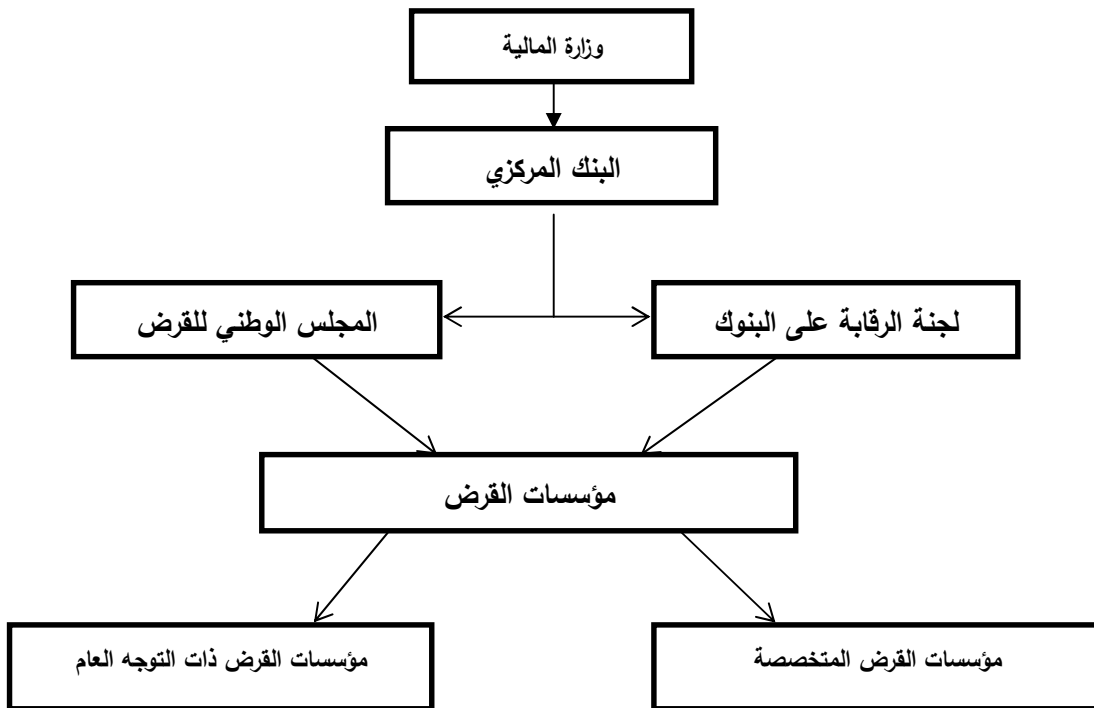 وزارة المالية
البنك المركزي
لجنة الرقابة على البنوك
المجلس الوطني للقرض
مؤسسات القرض
مؤسسات القرض المتخصصة
مؤسسات القرض ذات التوجه العام